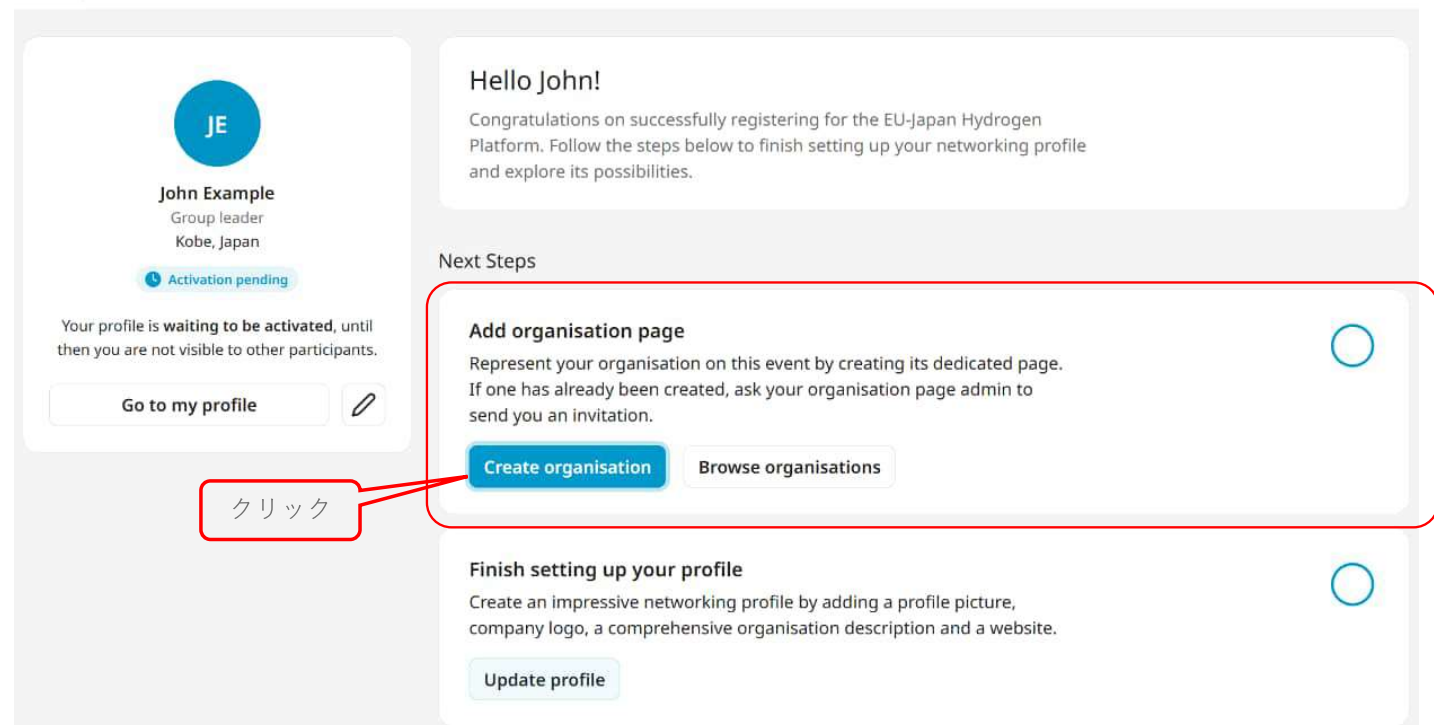 JE
John Example
Group leader
Kobe, Japan
Activation pending
Your profile is waiting to be activated, until
then you are not visible to other participants.
Go to my profile
Hello John!
Congratulations on successfully registering for the EU-Japan Hydrogen
Platform. Follow the steps below to finish setting up your networking profile
and explore its possibilities.
Next Steps
Add organisation page
Represent your organisation on this event by creating its dedicated page.
If one has already been created, ask your organisation page admin to
send you an invitation.
Create organisation
Browse organisations
クリック
Finish setting up your profile
Create an impressive networking profile by adding a profile picture,
company logo, a comprehensive organisation description and a website.
Update profile